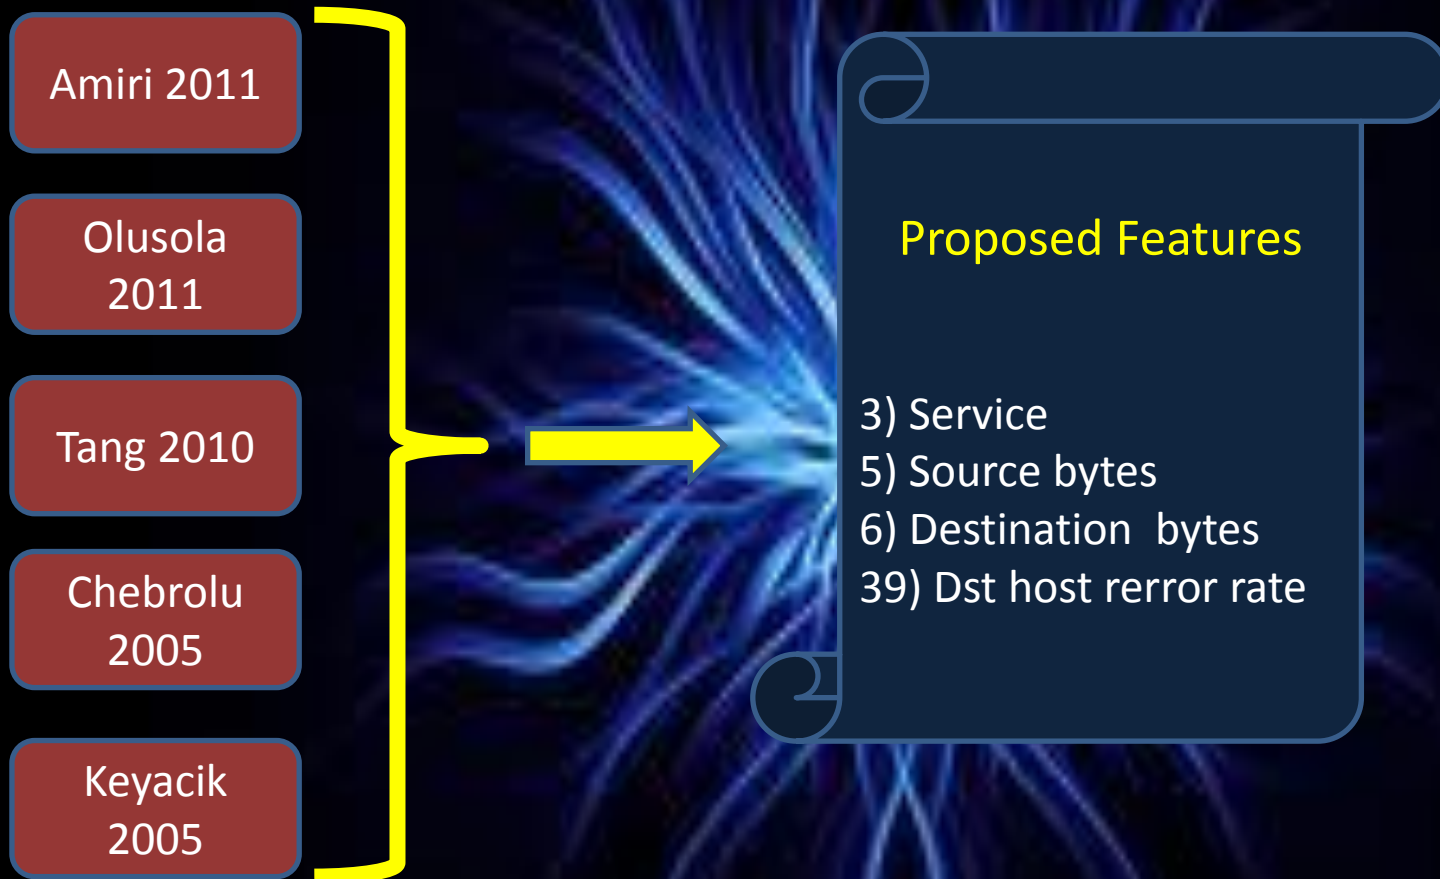 Amiri 2011
Olusola
2011
Tang 2010
Chebrolu
2005
Keyacik
2005
Proposed Features
3) Service
5) Source bytes
6) Destination  bytes
39) Dst host rerror rate